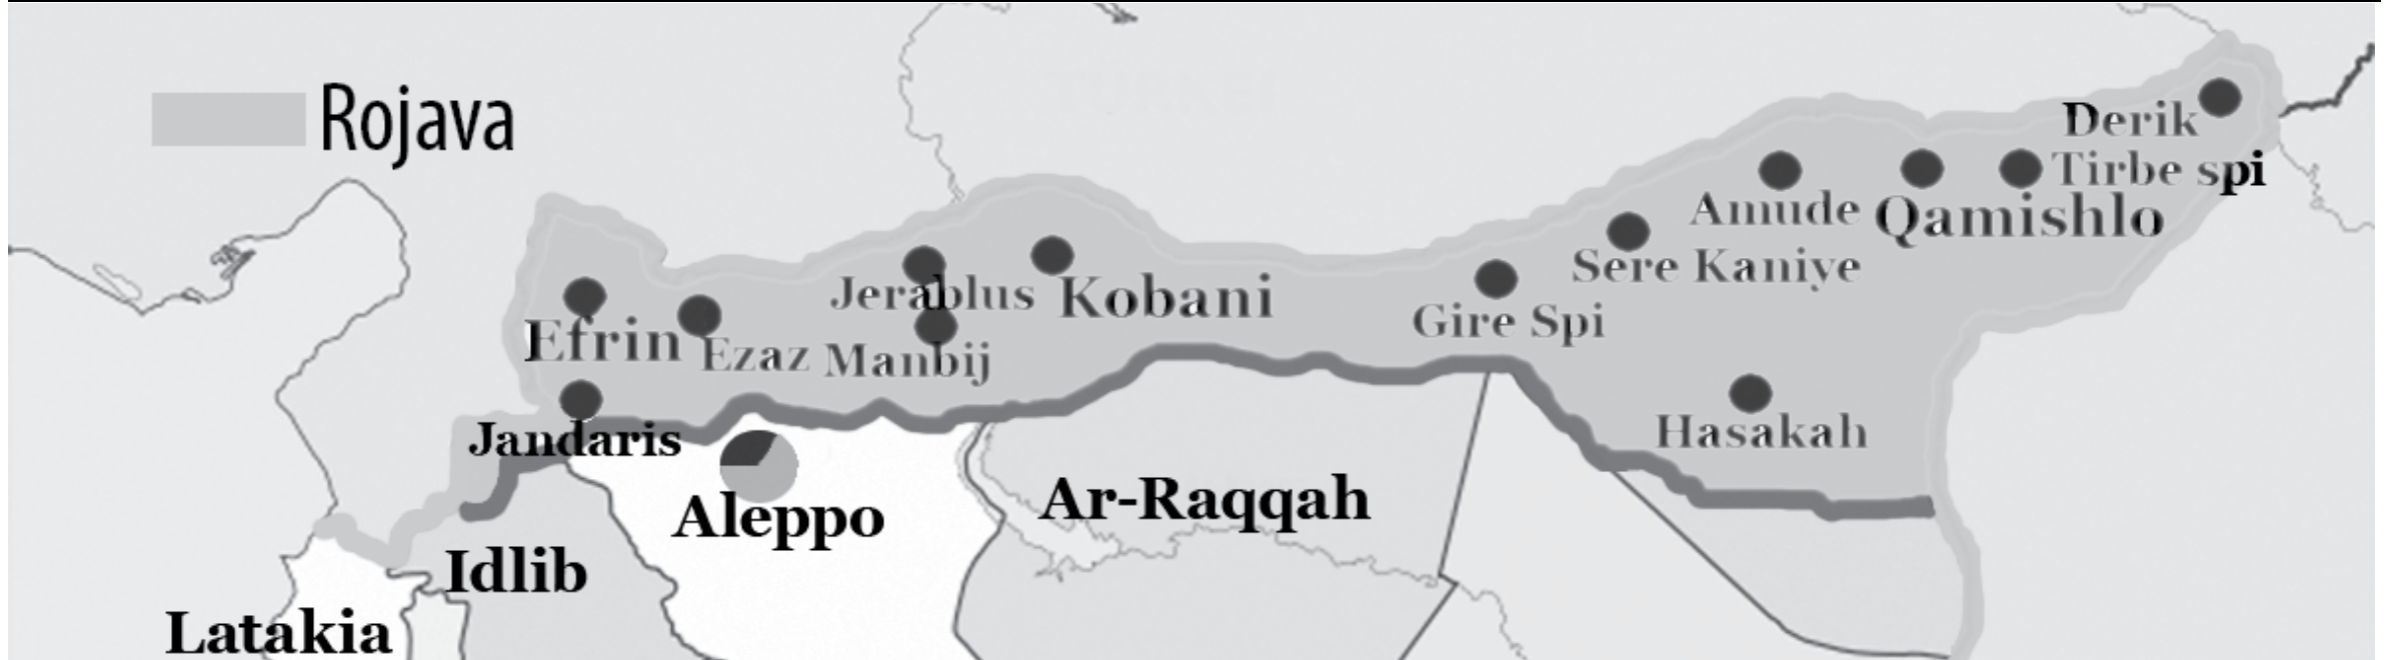 Rojava
TURKEI
Derik
Tirbe spi
Amude
Qamishlo
Sere Kaniye
Jerablus
Kobani
Gire Spi
Efrin
Ezaz
Manbij
Hasakah
Jandaris
Aleppo
Ar-Raqqah
Idlib
Latakia